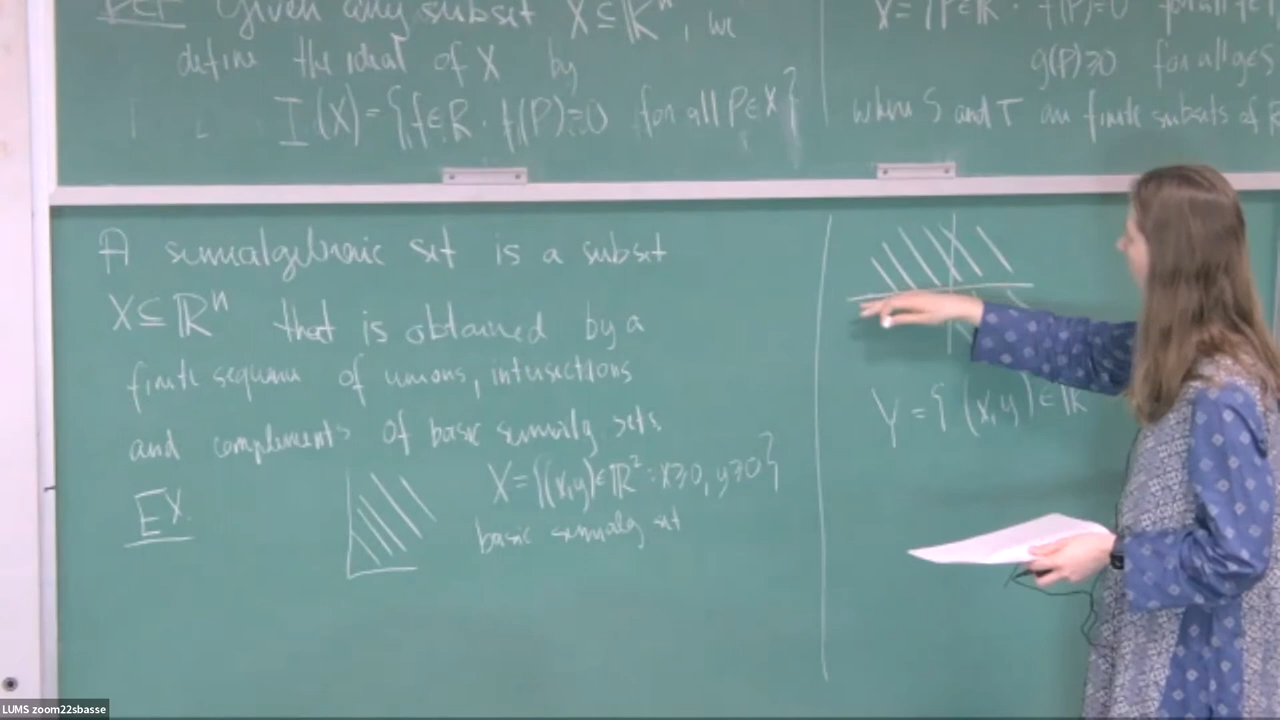 Def Given any subset X⊆ℝⁿ, we
define the ideal of X by
I(X)={f∈R : f(P)=0 for all P∈X}
X= {P∈ℝ : f(P)=0 for all f∈
g(P)≥0 for all g∈S
where S and T are finite subsets of R
A semialgebraic set is a subset
X⊆ℝⁿ that is obtained by a
finite sequence of unions, intersections
and complements of basic semialg sets.
Ex. X={(x,y)∈ℝ²: x≥0, y≥0}
basic semialg set
Y={(x,y)∈ℝ
LUMS zoom22sbasse